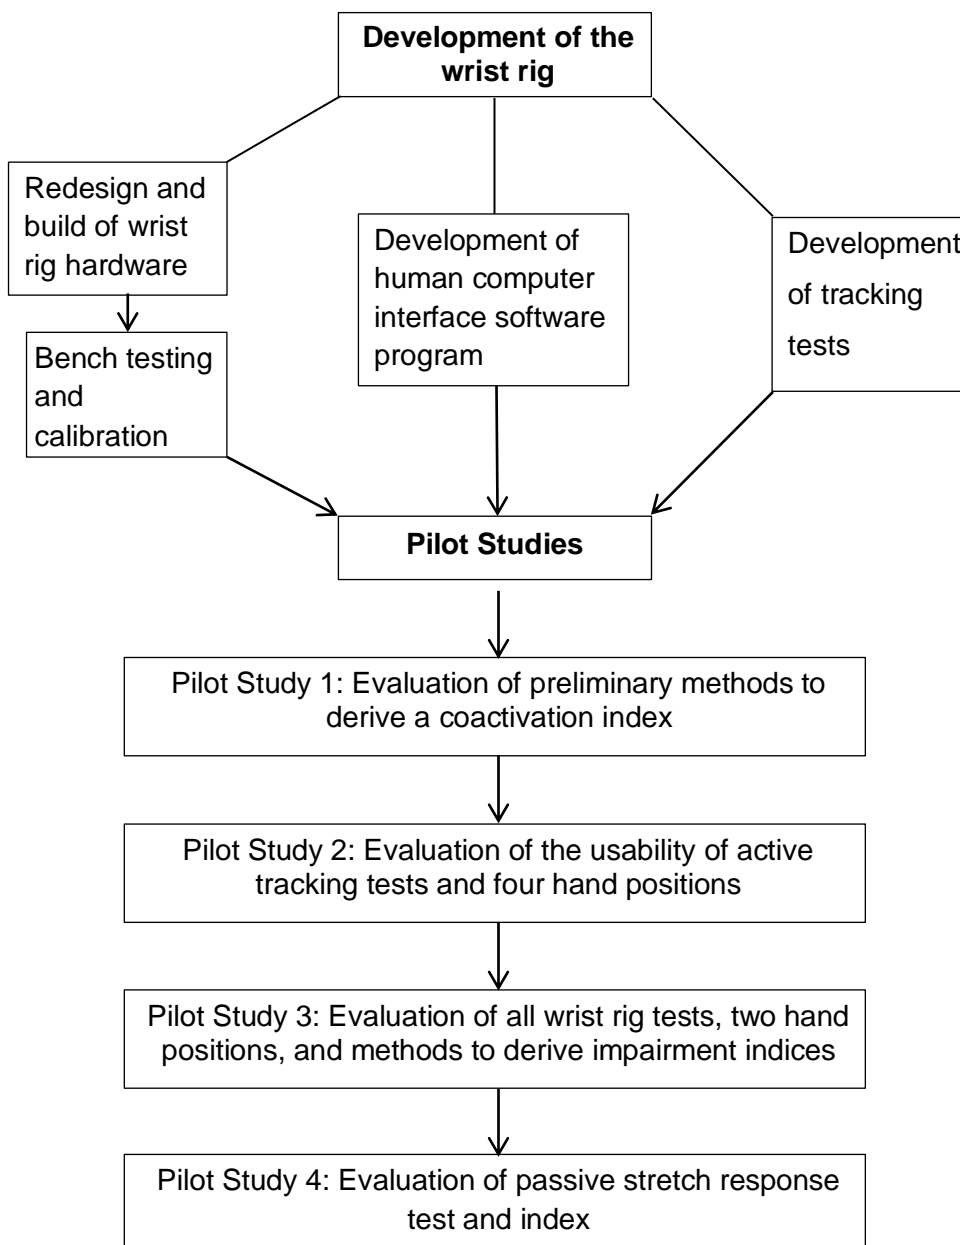 Development of the
wrist rig
Redesign and
build of wrist
rig hardware
Development of
human computer
interface software
program
Development
of tracking
tests
Bench testing
and
calibration
Pilot Studies
Pilot Study 1: Evaluation of preliminary methods to
derive a coactivation index
Pilot Study 2: Evaluation of the usability of active
tracking tests and four hand positions
Pilot Study 3: Evaluation of all wrist rig tests, two hand
positions, and methods to derive impairment indices
Pilot Study 4: Evaluation of passive stretch response
test and index